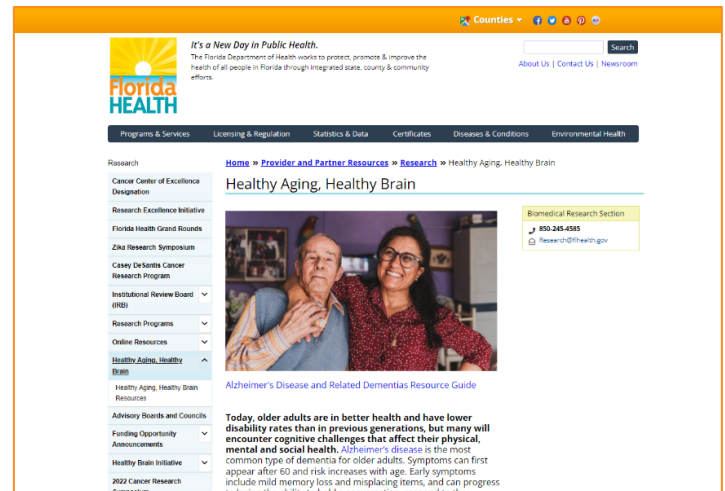 Counties
It's a New Day in Public Health.
The Florida Department of Health works to protect, promote & improve the
health of all people in Florida through integrated state, county & community
efforts.
Florida
HEALTH
Search
About Us | Contact Us | Newsroom
Programs & Services
Licensing & Regulation
Statistics & Data
Certificates
Diseases & Conditions
Environmental Health
Research
Cancer Center of Excellence
Designation
Research Excellence Initiative
Florida Health Grand Rounds
Zika Research Symposium
Casey DeSantis Cancer
Research Program
Institutional Review Board
(IRB)
Research Programs
Online Resources
Healthy Aging, Healthy
Brain
Healthy Aging, Healthy Brain
Resources
Advisory Boards and Councils
Funding Opportunity
Announcements
Healthy Brain Initiative
2022 Cancer Research
Symposium
Home » Provider and Partner Resources » Research » Healthy Aging, Healthy Brain
Healthy Aging, Healthy Brain
Alzheimer's Disease and Related Dementias Resource Guide
Today, older adults are in better health and have lower
disability rates than in previous generations, but many will
encounter cognitive challenges that affect their physical,
mental and social health. Alzheimer's disease is the most
common type of dementia for older adults. Symptoms can first
appear after 60 and risk increases with age. Early symptoms
include mild memory loss and misplacing items, and can progress
Biomedical Research Section
850-245-4585
Research@flhealth.gov